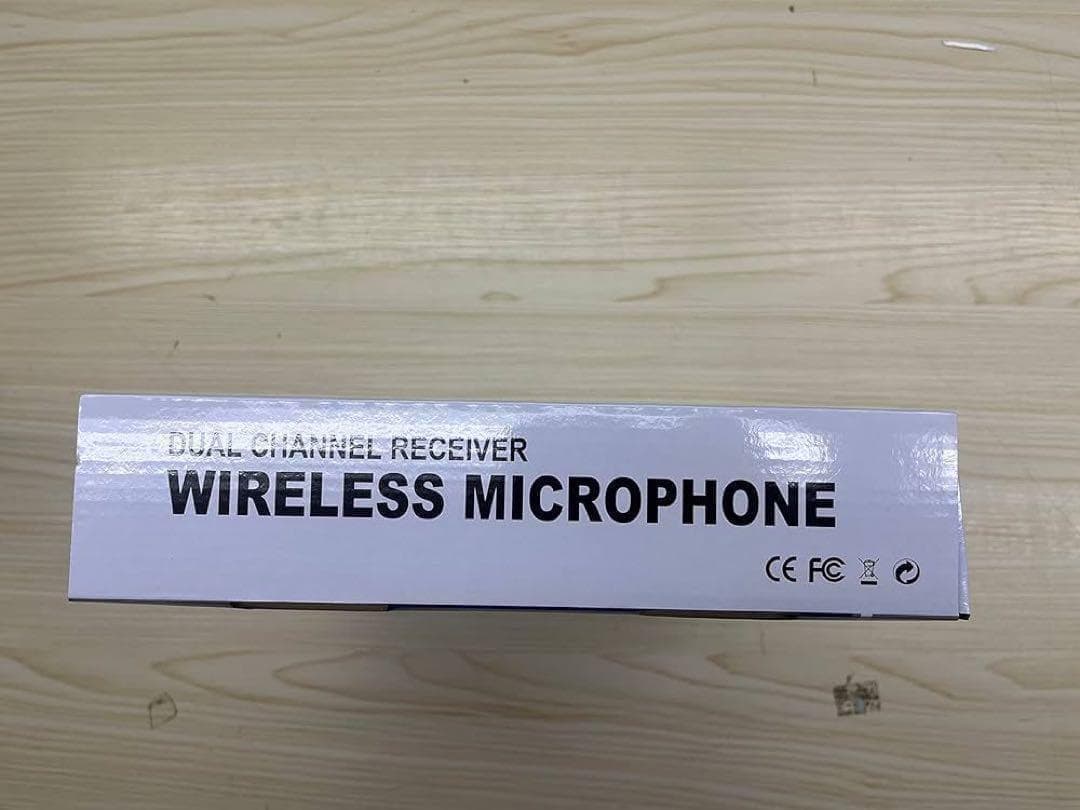 DUAL CHANNEL RECEIVER
WIRELESS MICROPHONE
CE FC